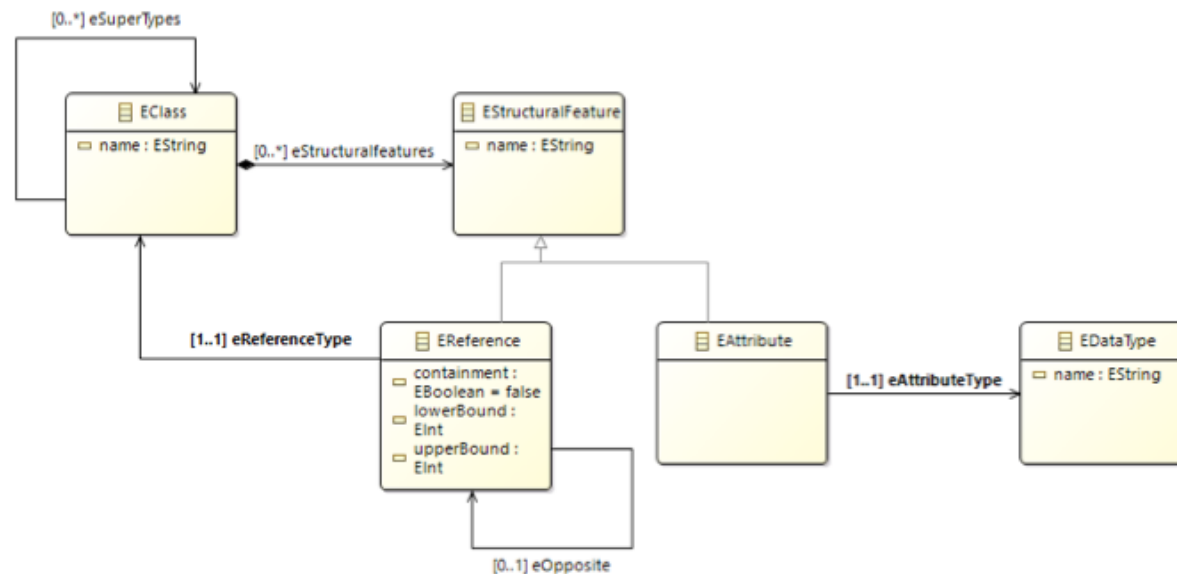 [0..*] eSuperTypes
EClass
name : EString
[0..*] eStructuralfeatures
EStructuralFeature
name : EString
[1..1] eReferenceType
EReference
containment :
EBoolean = false
lowerBound :
EInt
upperBound :
EInt
[0..1] eOpposite
EAttribute
[1..1] eAttributeType
EDataType
name : EString